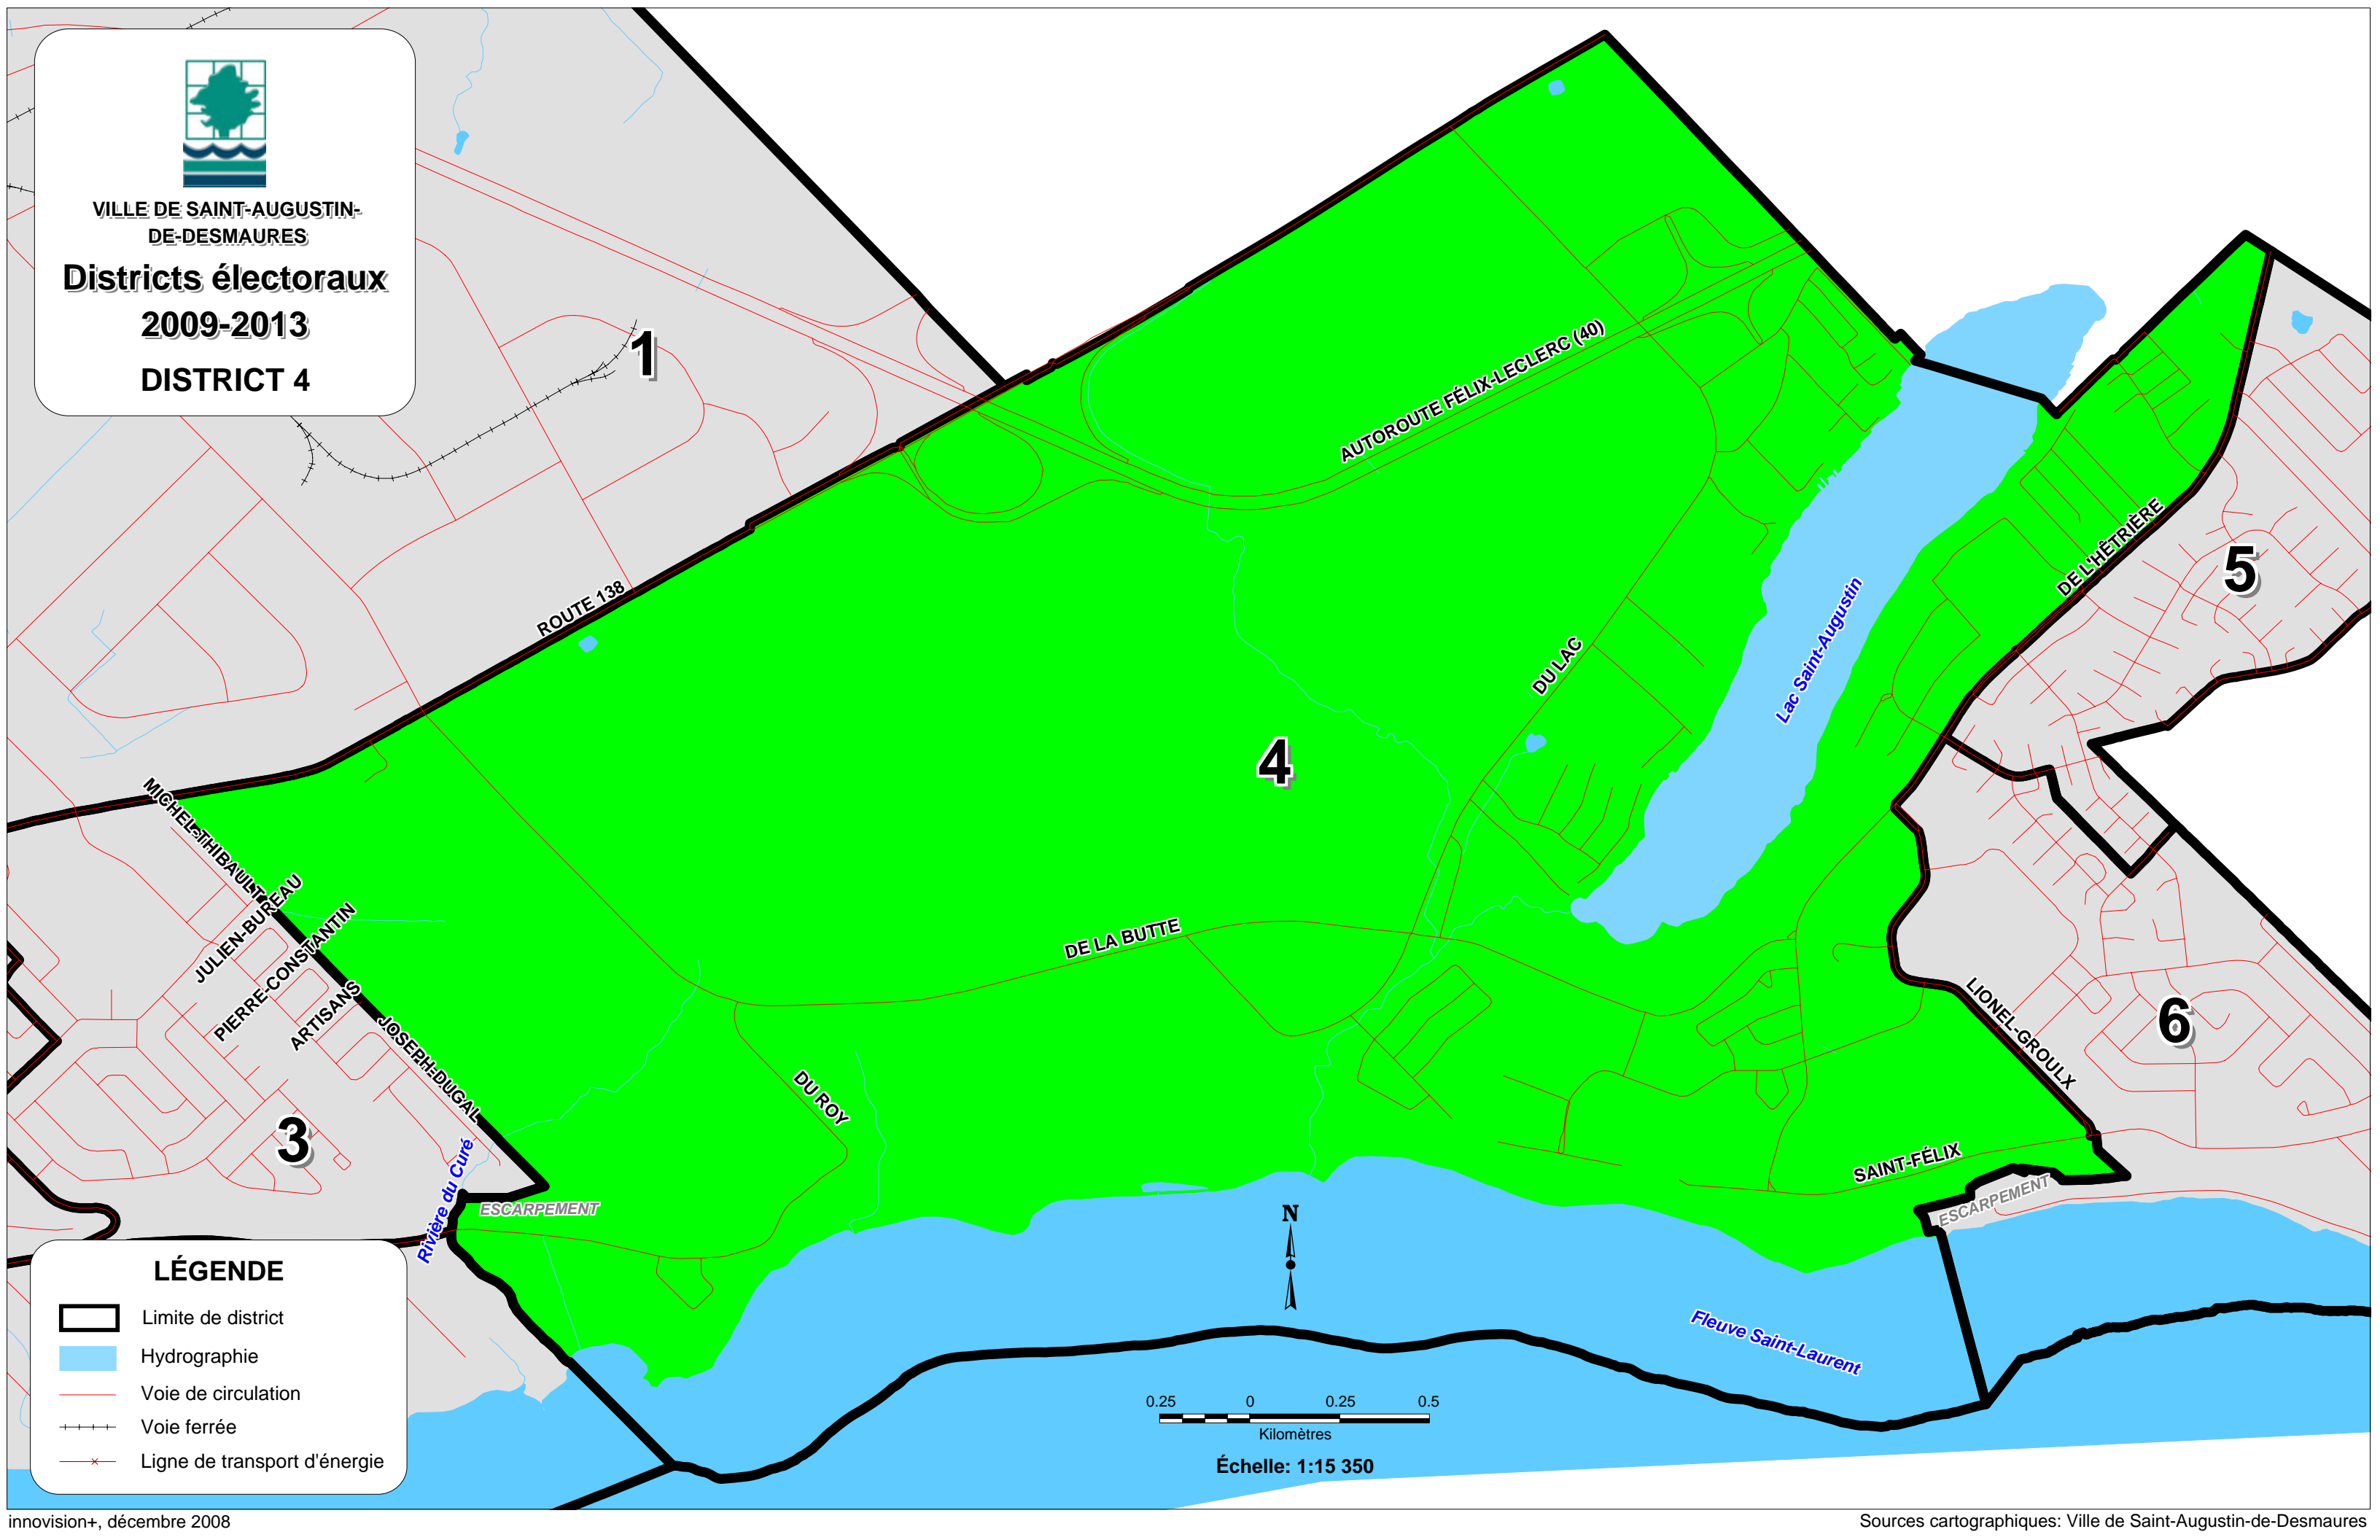 VILLE DE SAINT-AUGUSTIN-
DE-DESMAURES
Districts électoraux
2009-2013
DISTRICT 4
1
ROUTE 138
AUTOROUTE FÉLIX-LECLERC (40)
DU LAC
Lac Saint-Augustin
DE L'HÊTRIÈRE
5
4
MICHEL-THIBAULT
JULIEN-BUREAU
PIERRE-CONSTANTIN
ARTISANS
JOSEPH-DUGAL
3
DE LA BUTTE
DU ROY
LIONEL-GROULX
6
SAINT-FÉLIX
ESCARPEMENT
Rivière du Curé
ESCARPEMENT
N
Fleuve Saint-Laurent
LÉGENDE
Limite de district
Hydrographie
Voie de circulation
Voie ferrée
Ligne de transport d'énergie
0.25 0 0.25 0.5
Kilomètres
Échelle: 1:15 350
innovision+, décembre 2008
Sources cartographiques: Ville de Saint-Augustin-de-Desmaures